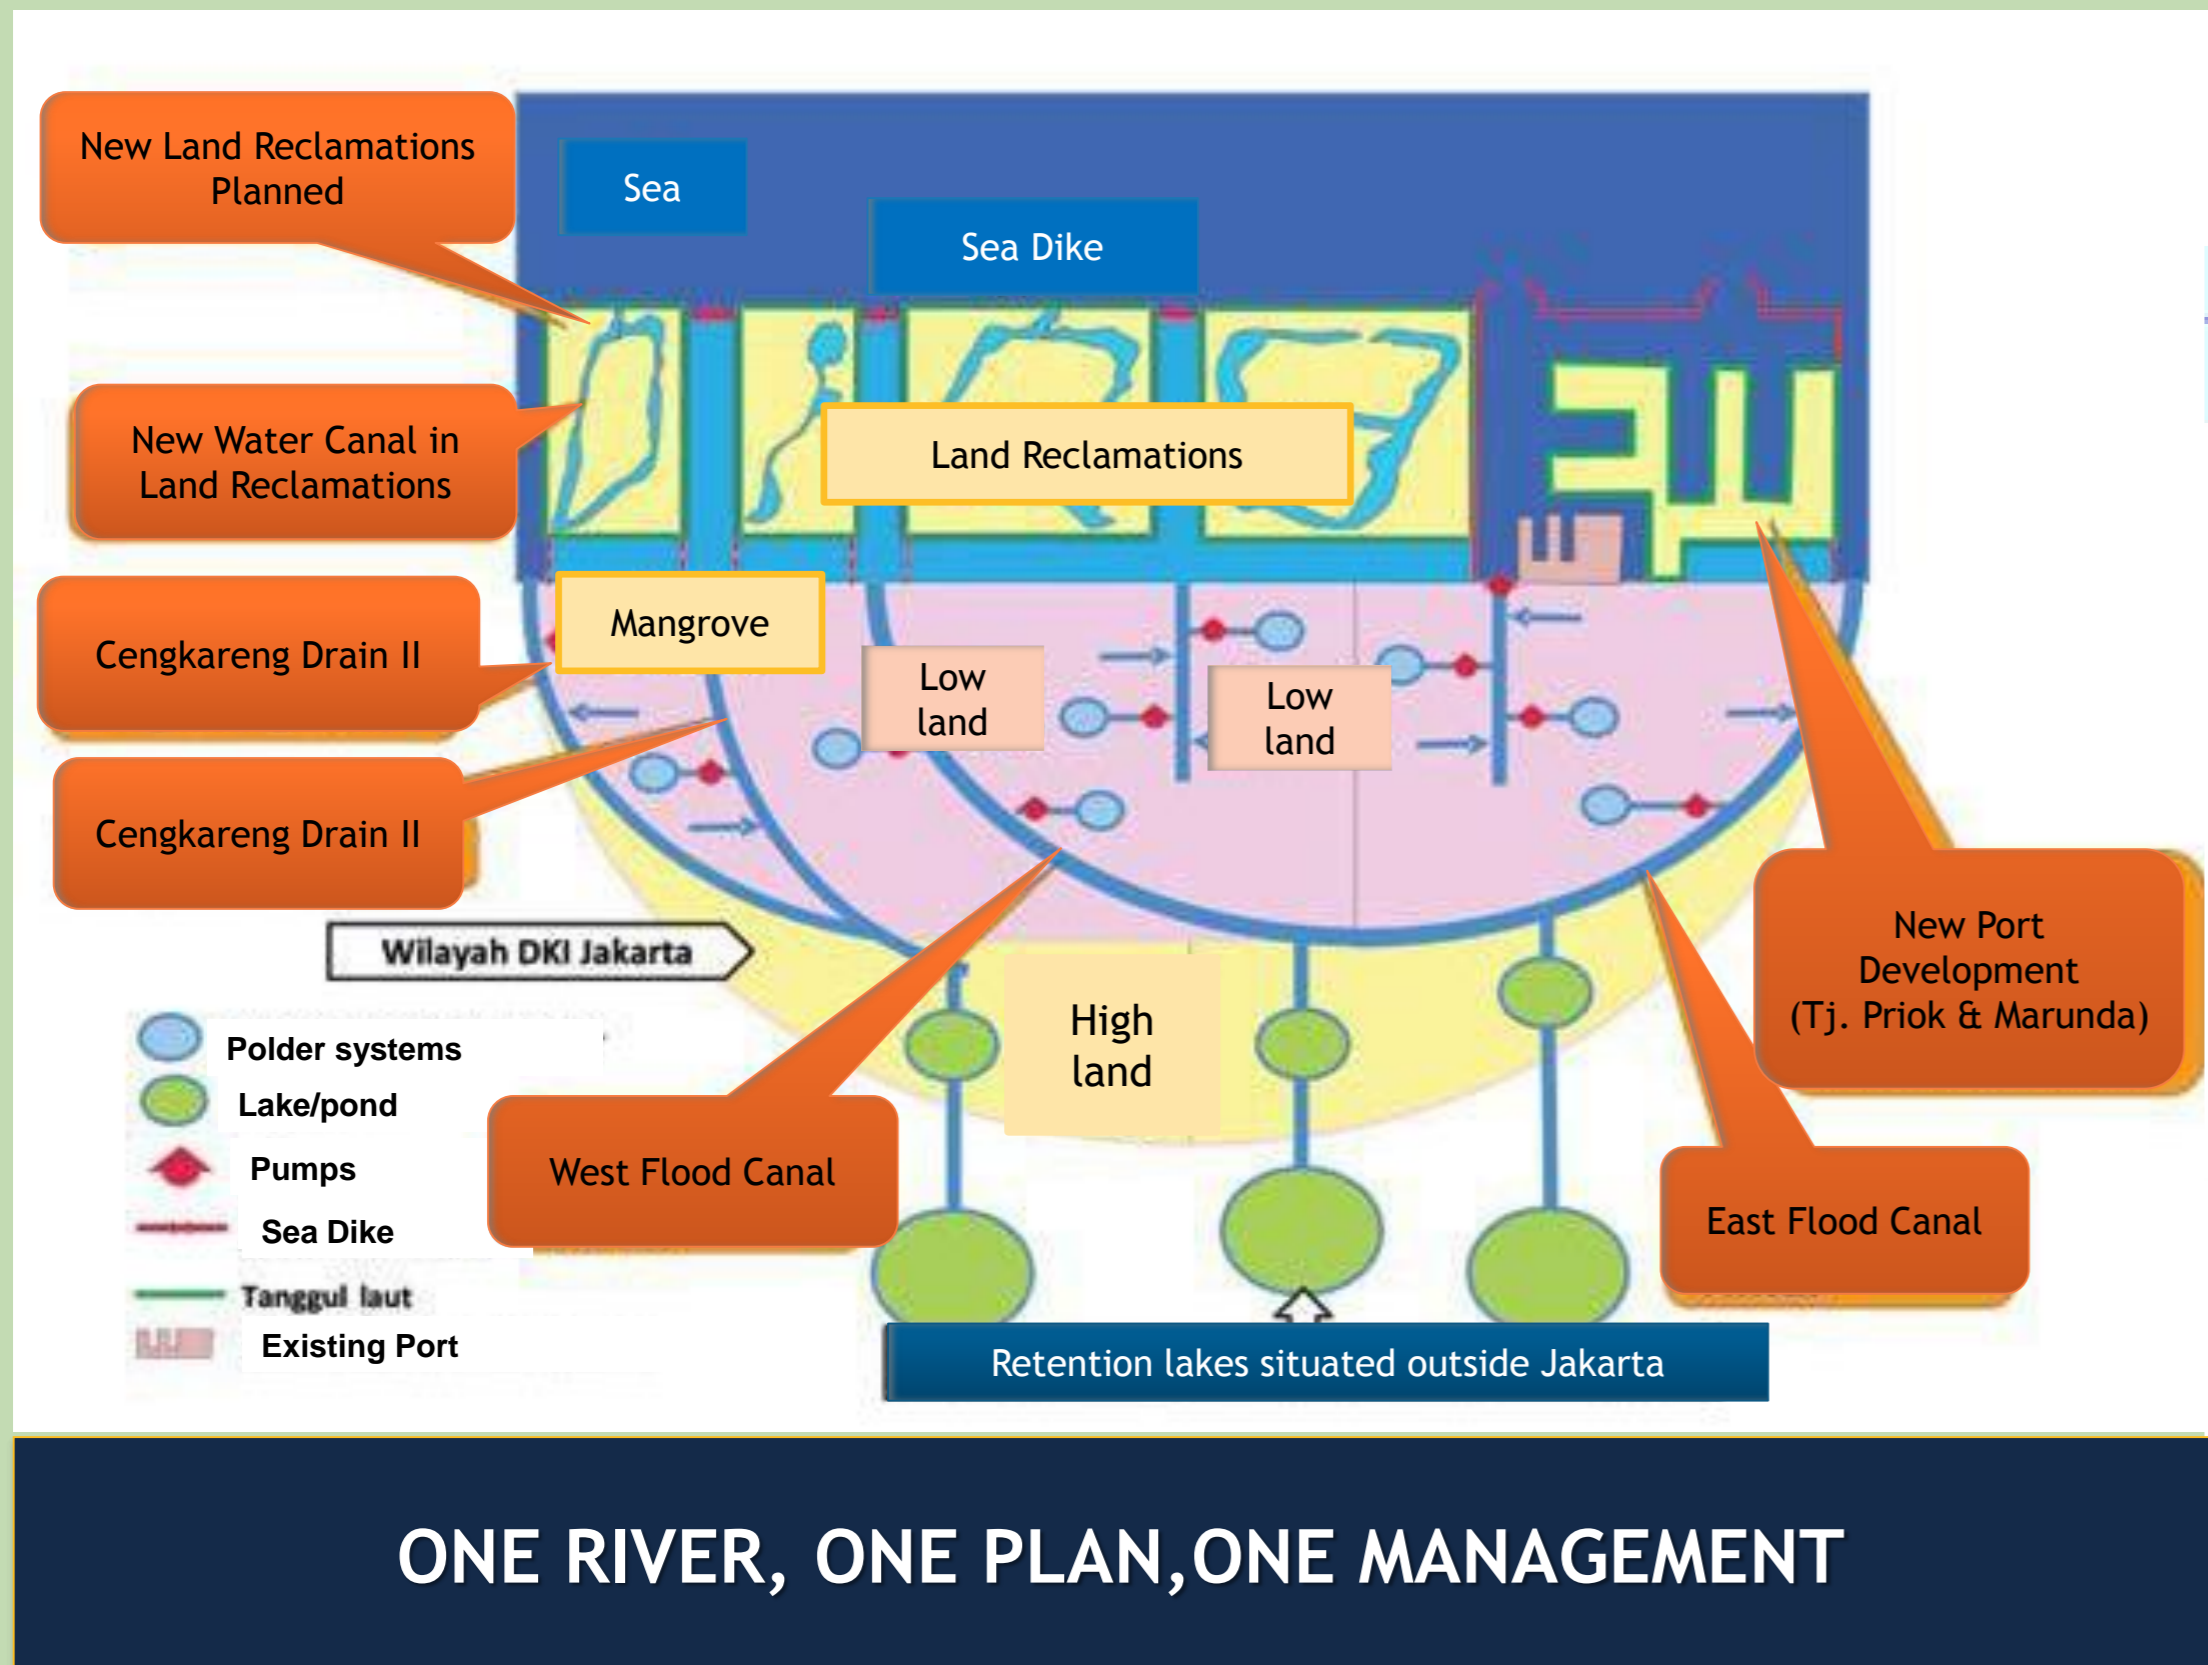 New Land Reclamations
Planned
Sea
Sea Dike
New Water Canal in
Land Reclamations
Land Reclamations
Cengkareng Drain II
Mangrove
Low
land
Low
land
Cengkareng Drain II
Wilayah DKI Jakarta
High
land
New Port
Development
(Tj. Priok & Marunda)
Polder systems
Lake/pond
Pumps
Sea Dike
Tanggul laut
Existing Port
West Flood Canal
East Flood Canal
Retention lakes situated outside Jakarta
ONE RIVER, ONE PLAN,ONE MANAGEMENT